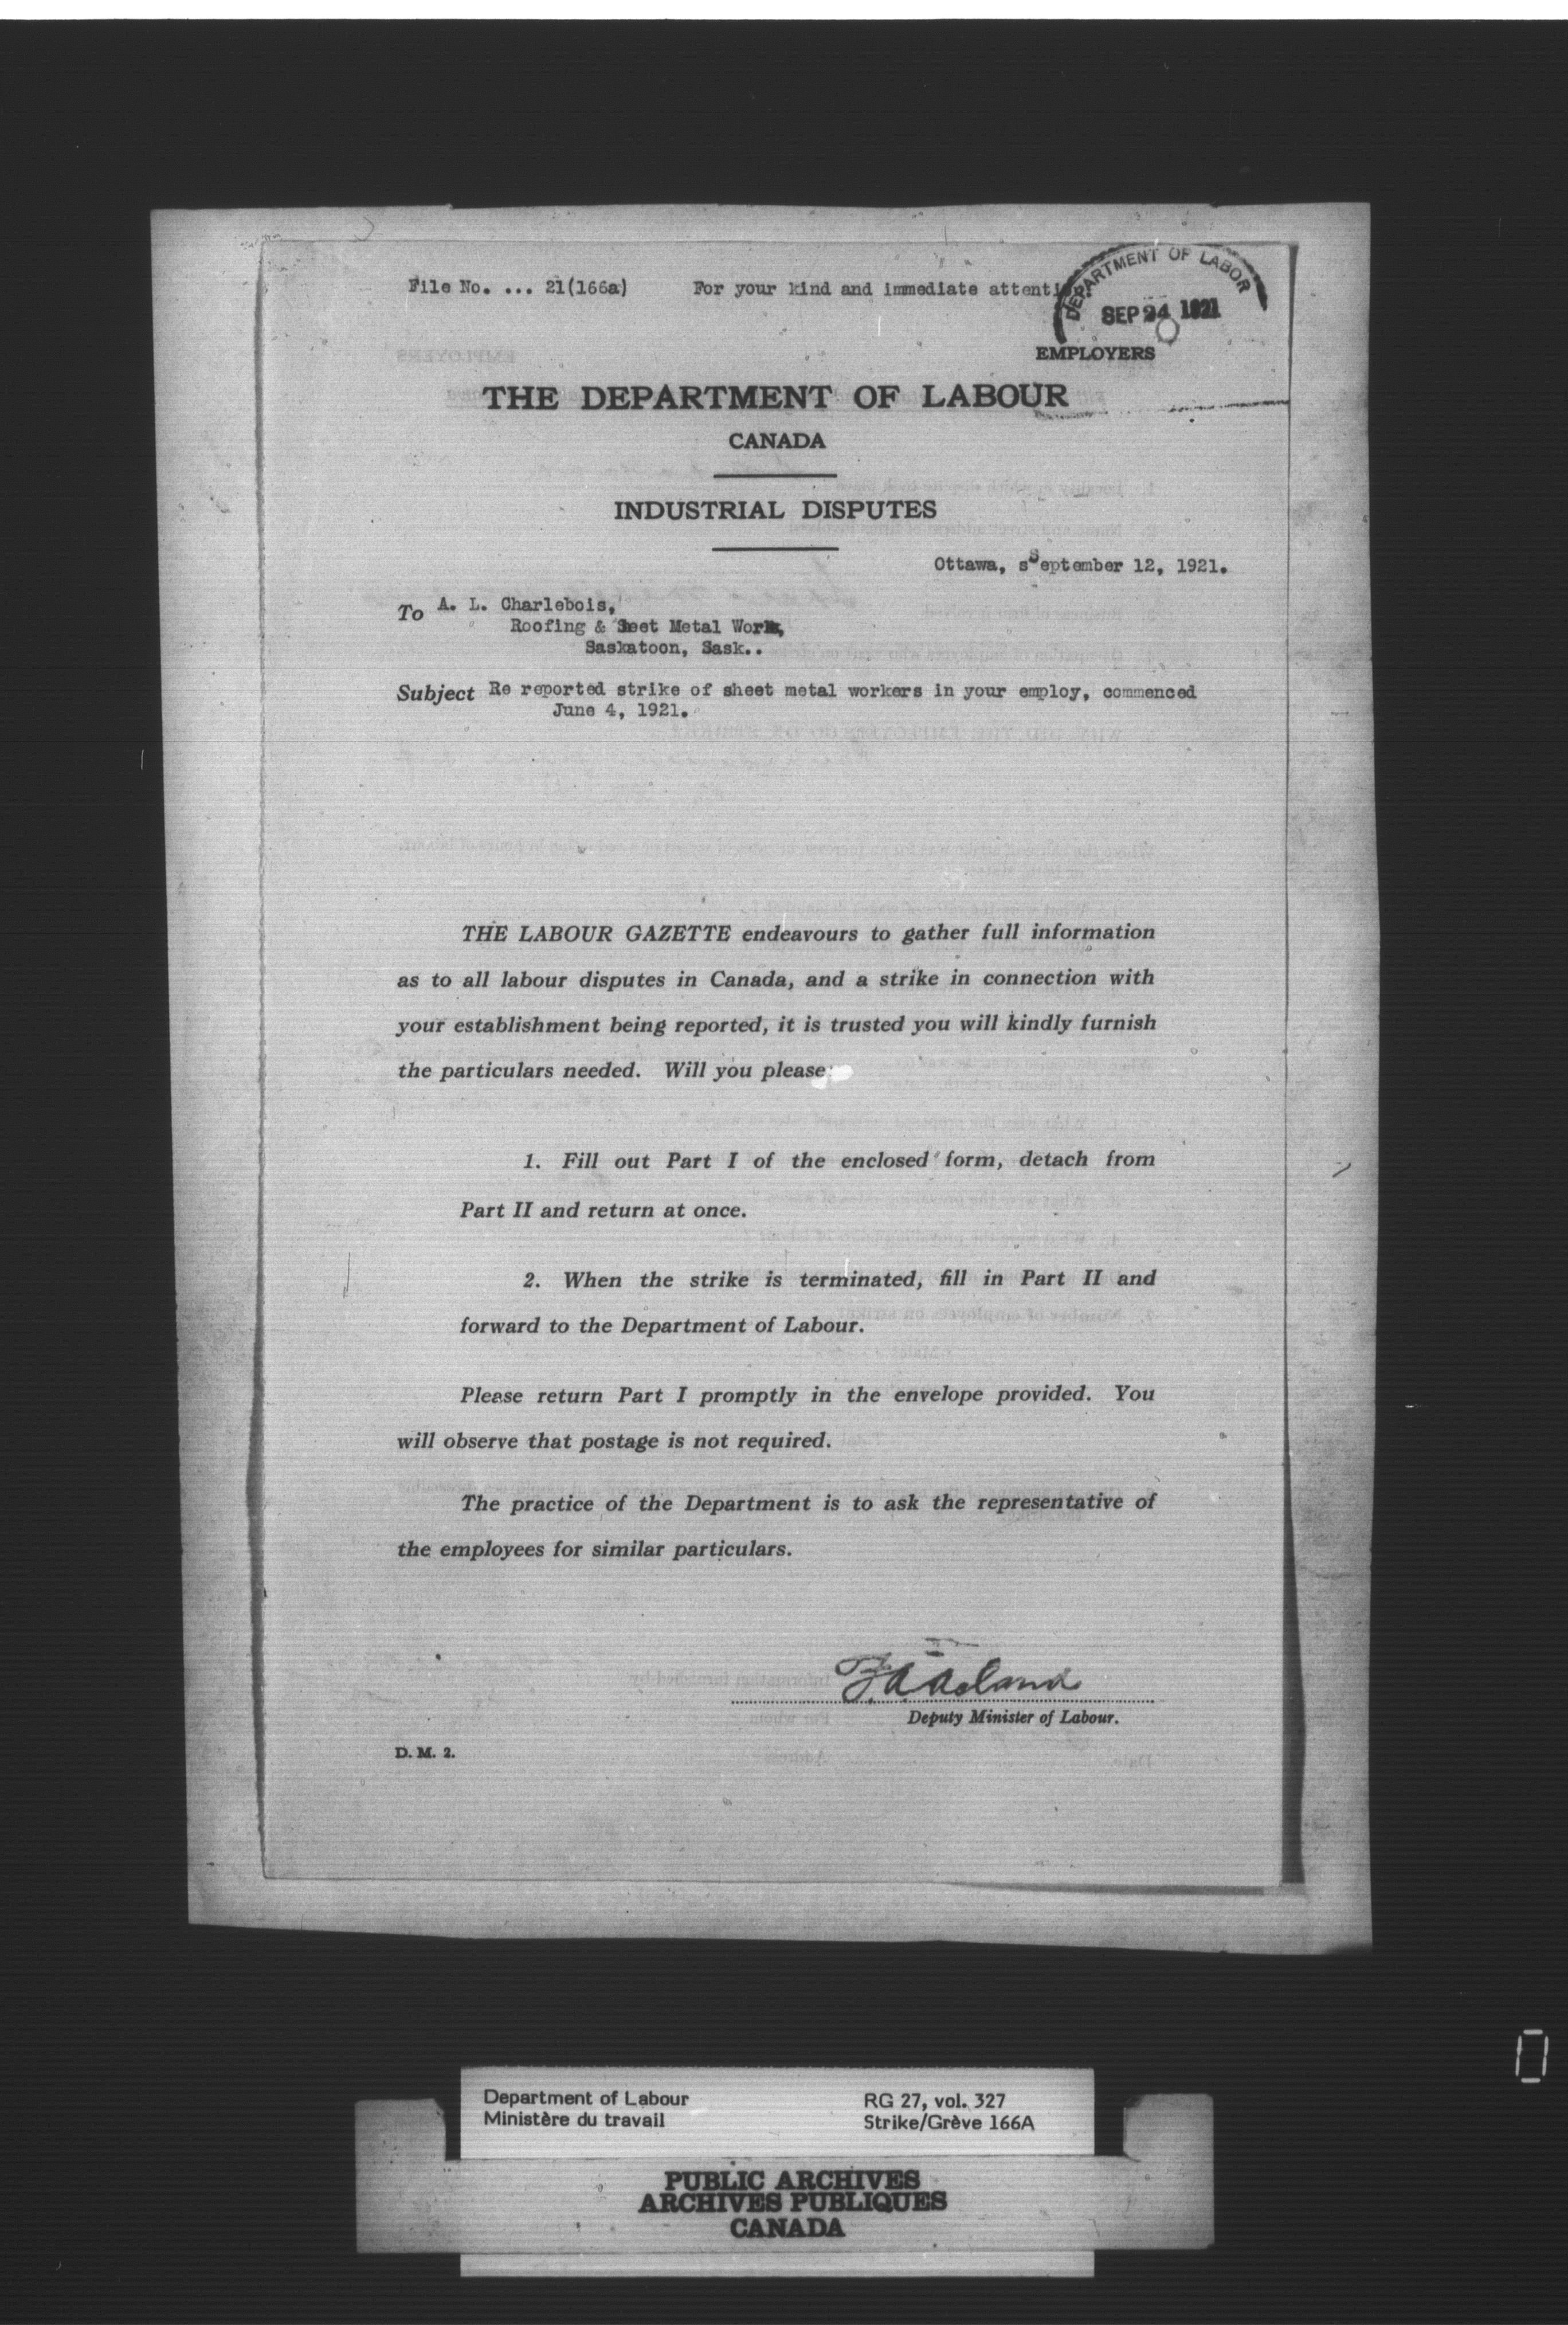 File No. ... 21(166a) For your kind and immediate attention.
DEPARTMENT OF LABOR
SEP 24 1921
EMPLOYERS
THE DEPARTMENT OF LABOUR
CANADA
INDUSTRIAL DISPUTES
Ottawa, sSeptember 12, 1921.
To A. L. Charlebois,
Roofing & Sheet Metal Work,
Saskatoon, Sask..
Subject Re reported strike of sheet metal workers in your employ, commenced
June 4, 1921.
THE LABOUR GAZETTE endeavours to gather full information
as to all labour disputes in Canada, and a strike in connection with
your establishment being reported, it is trusted you will kindly furnish
the particulars needed. Will you please:
1. Fill out Part I of the enclosed form, detach from
Part II and return at once.
2. When the strike is terminated, fill in Part II and
forward to the Department of Labour.
Please return Part I promptly in the envelope provided. You
will observe that postage is not required.
The practice of the Department is to ask the representative of
the employees for similar particulars.
F. A. Acland
Deputy Minister of Labour.
D. M. 2.
Department of Labour RG 27, vol. 327
Ministère du travail Strike/Grève 166A
PUBLIC ARCHIVES
ARCHIVES PUBLIQUES
CANADA